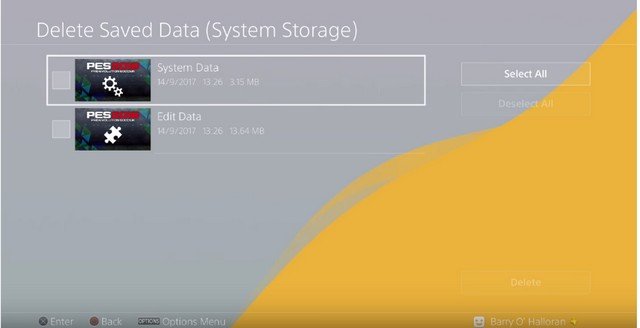 Delete Saved Data (System Storage)
System Data
14/9/2017 13:26 3.15 MB
Select All
Deselect All
PES
Edit Data
14/9/2017 13:26 13.64 MB
PES
Delete
Enter
Back
OPTIONS Options Menu
Barry O' Halloran